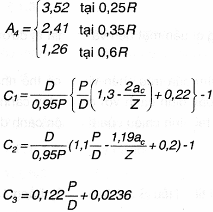 A₄ = { 3,52 tại 0,25R
2,41 tại 0,35R
1,26 tại 0,6R
C₁ = D/0,95P {P/D (1,3 - 2a꜀/Z) + 0,22} - 1
C₂ = D/0,95P (1,1 P/D - 1,19a꜀/Z + 0,2) - 1
C₃ = 0,122 P/D + 0,0236